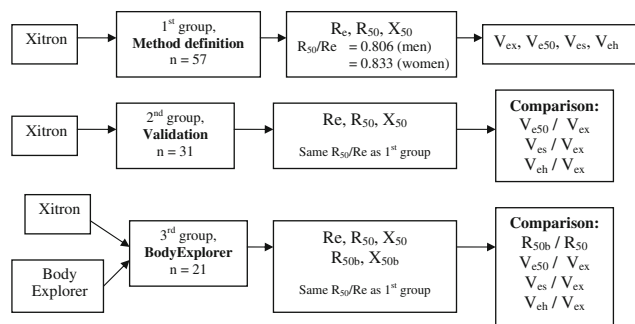 Xitron
1st group,
Method definition
n = 57
Re, R50, X50
R50/Re = 0.806 (men)
= 0.833 (women)
Vex, Ve50, Ves, Veh
Xitron
2nd group,
Validation
n = 31
Re, R50, X50
Same R50/Re as 1st group
Comparison:
Ve50 / Vex
Ves / Vex
Veh / Vex
Xitron
Body
Explorer
3rd group,
BodyExplorer
n = 21
Re, R50, X50
R50b, X50b
Same R50/Re as 1st group
Comparison:
R50b / R50
Ve50 / Vex
Ves / Vex
Veh / Vex